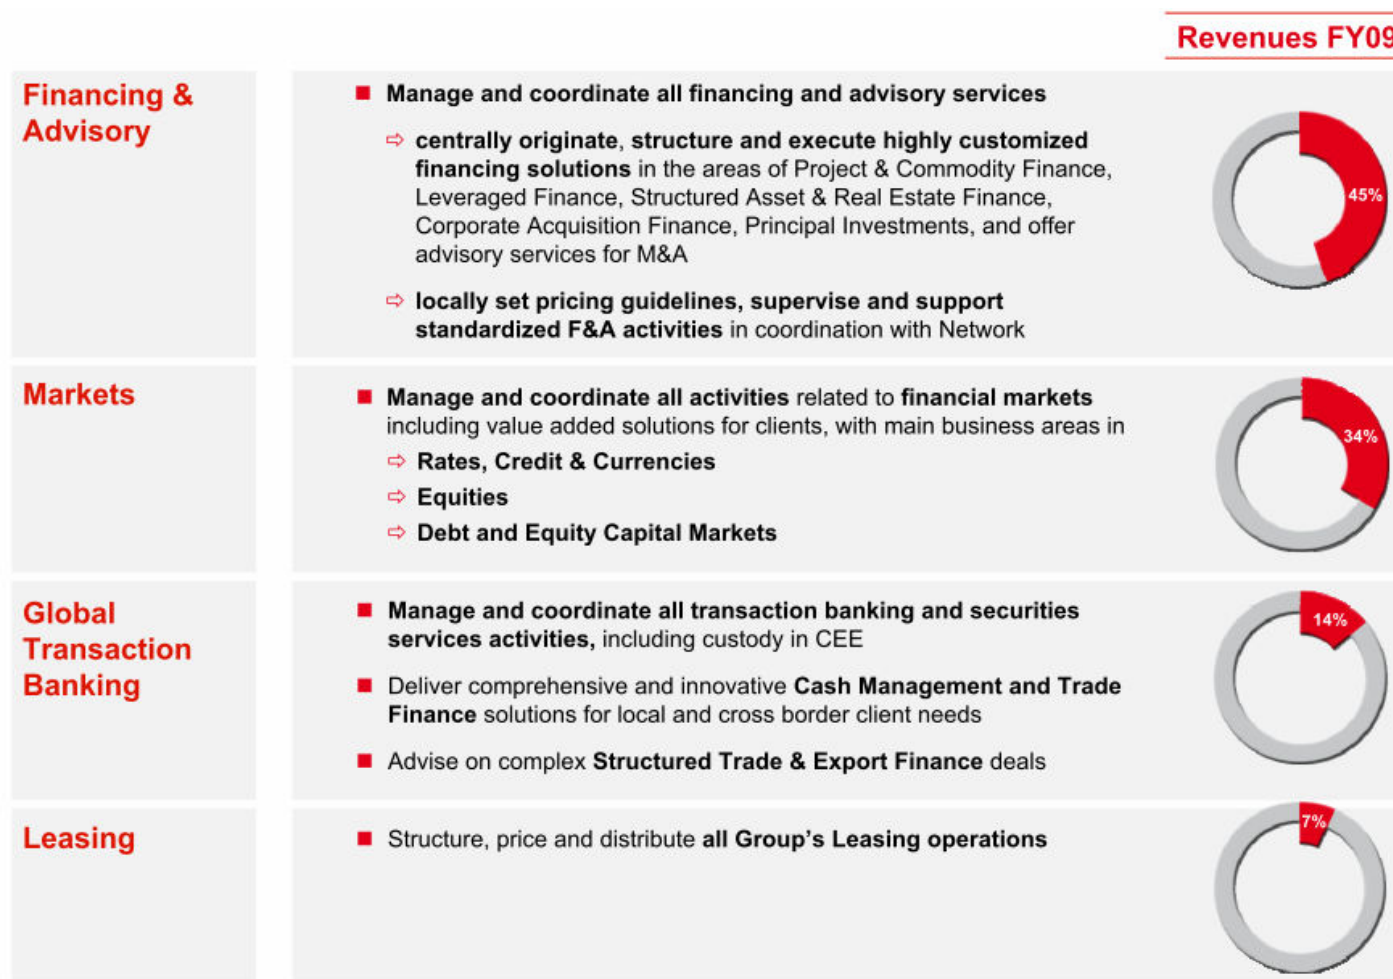 Revenues FY09
Financing &
Advisory
Manage and coordinate all financing and advisory services
centrally originate, structure and execute highly customized
financing solutions in the areas of Project & Commodity Finance,
Leveraged Finance, Structured Asset & Real Estate Finance,
Corporate Acquisition Finance, Principal Investments, and offer
advisory services for M&A
locally set pricing guidelines, supervise and support
standardized F&A activities in coordination with Network
45%
Markets
Manage and coordinate all activities related to financial markets
including value added solutions for clients, with main business areas in
Rates, Credit & Currencies
Equities
Debt and Equity Capital Markets
34%
Global
Transaction
Banking
Manage and coordinate all transaction banking and securities
services activities, including custody in CEE
Deliver comprehensive and innovative Cash Management and Trade
Finance solutions for local and cross border client needs
Advise on complex Structured Trade & Export Finance deals
14%
Leasing
Structure, price and distribute all Group’s Leasing operations
7%